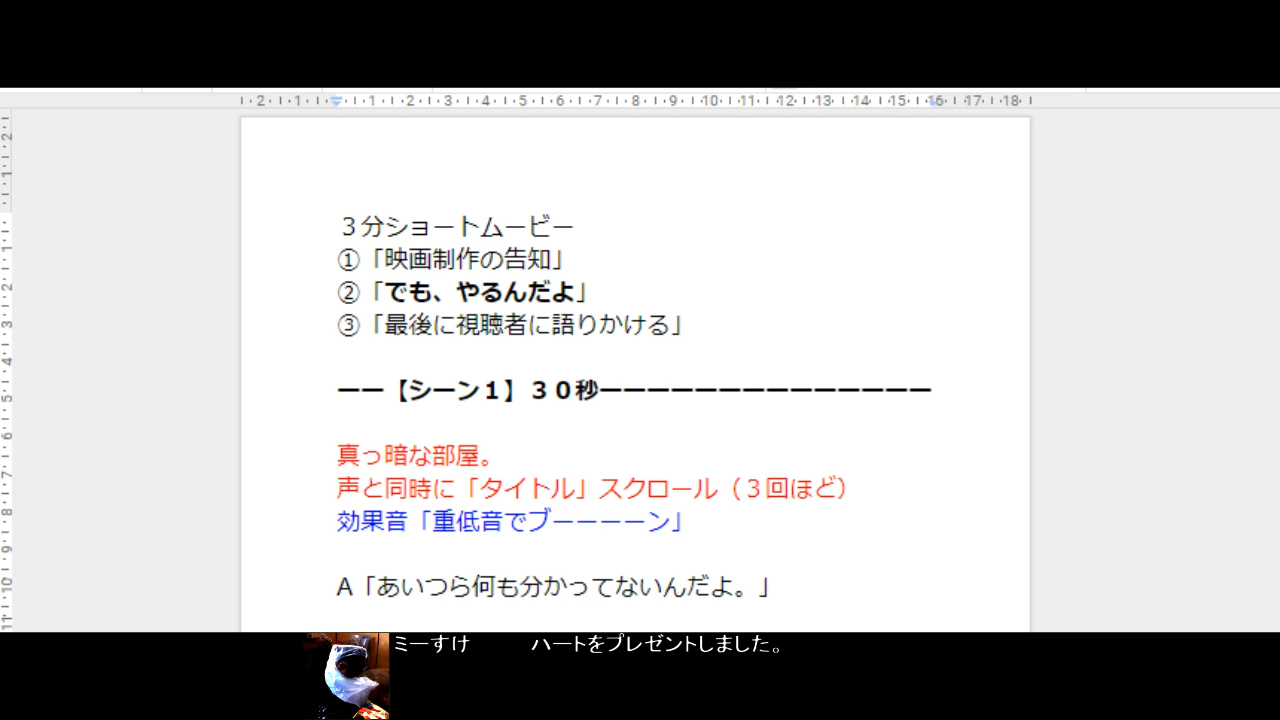 ２分ショートムービー
①「映画制作の告知」
②「でも、やるんだよ」
③「最後に視聴者に語りかける」
ーー【シーン１】３０秒ーーーーーーーーーーーーーー
真っ暗な部屋。
声と同時に「タイトル」スクロール（３回ほど）
効果音「重低音でブーーーーン」
A「あいつら何も分かってないんだよ。」
ミーすけ　ハートをプレゼントしました。